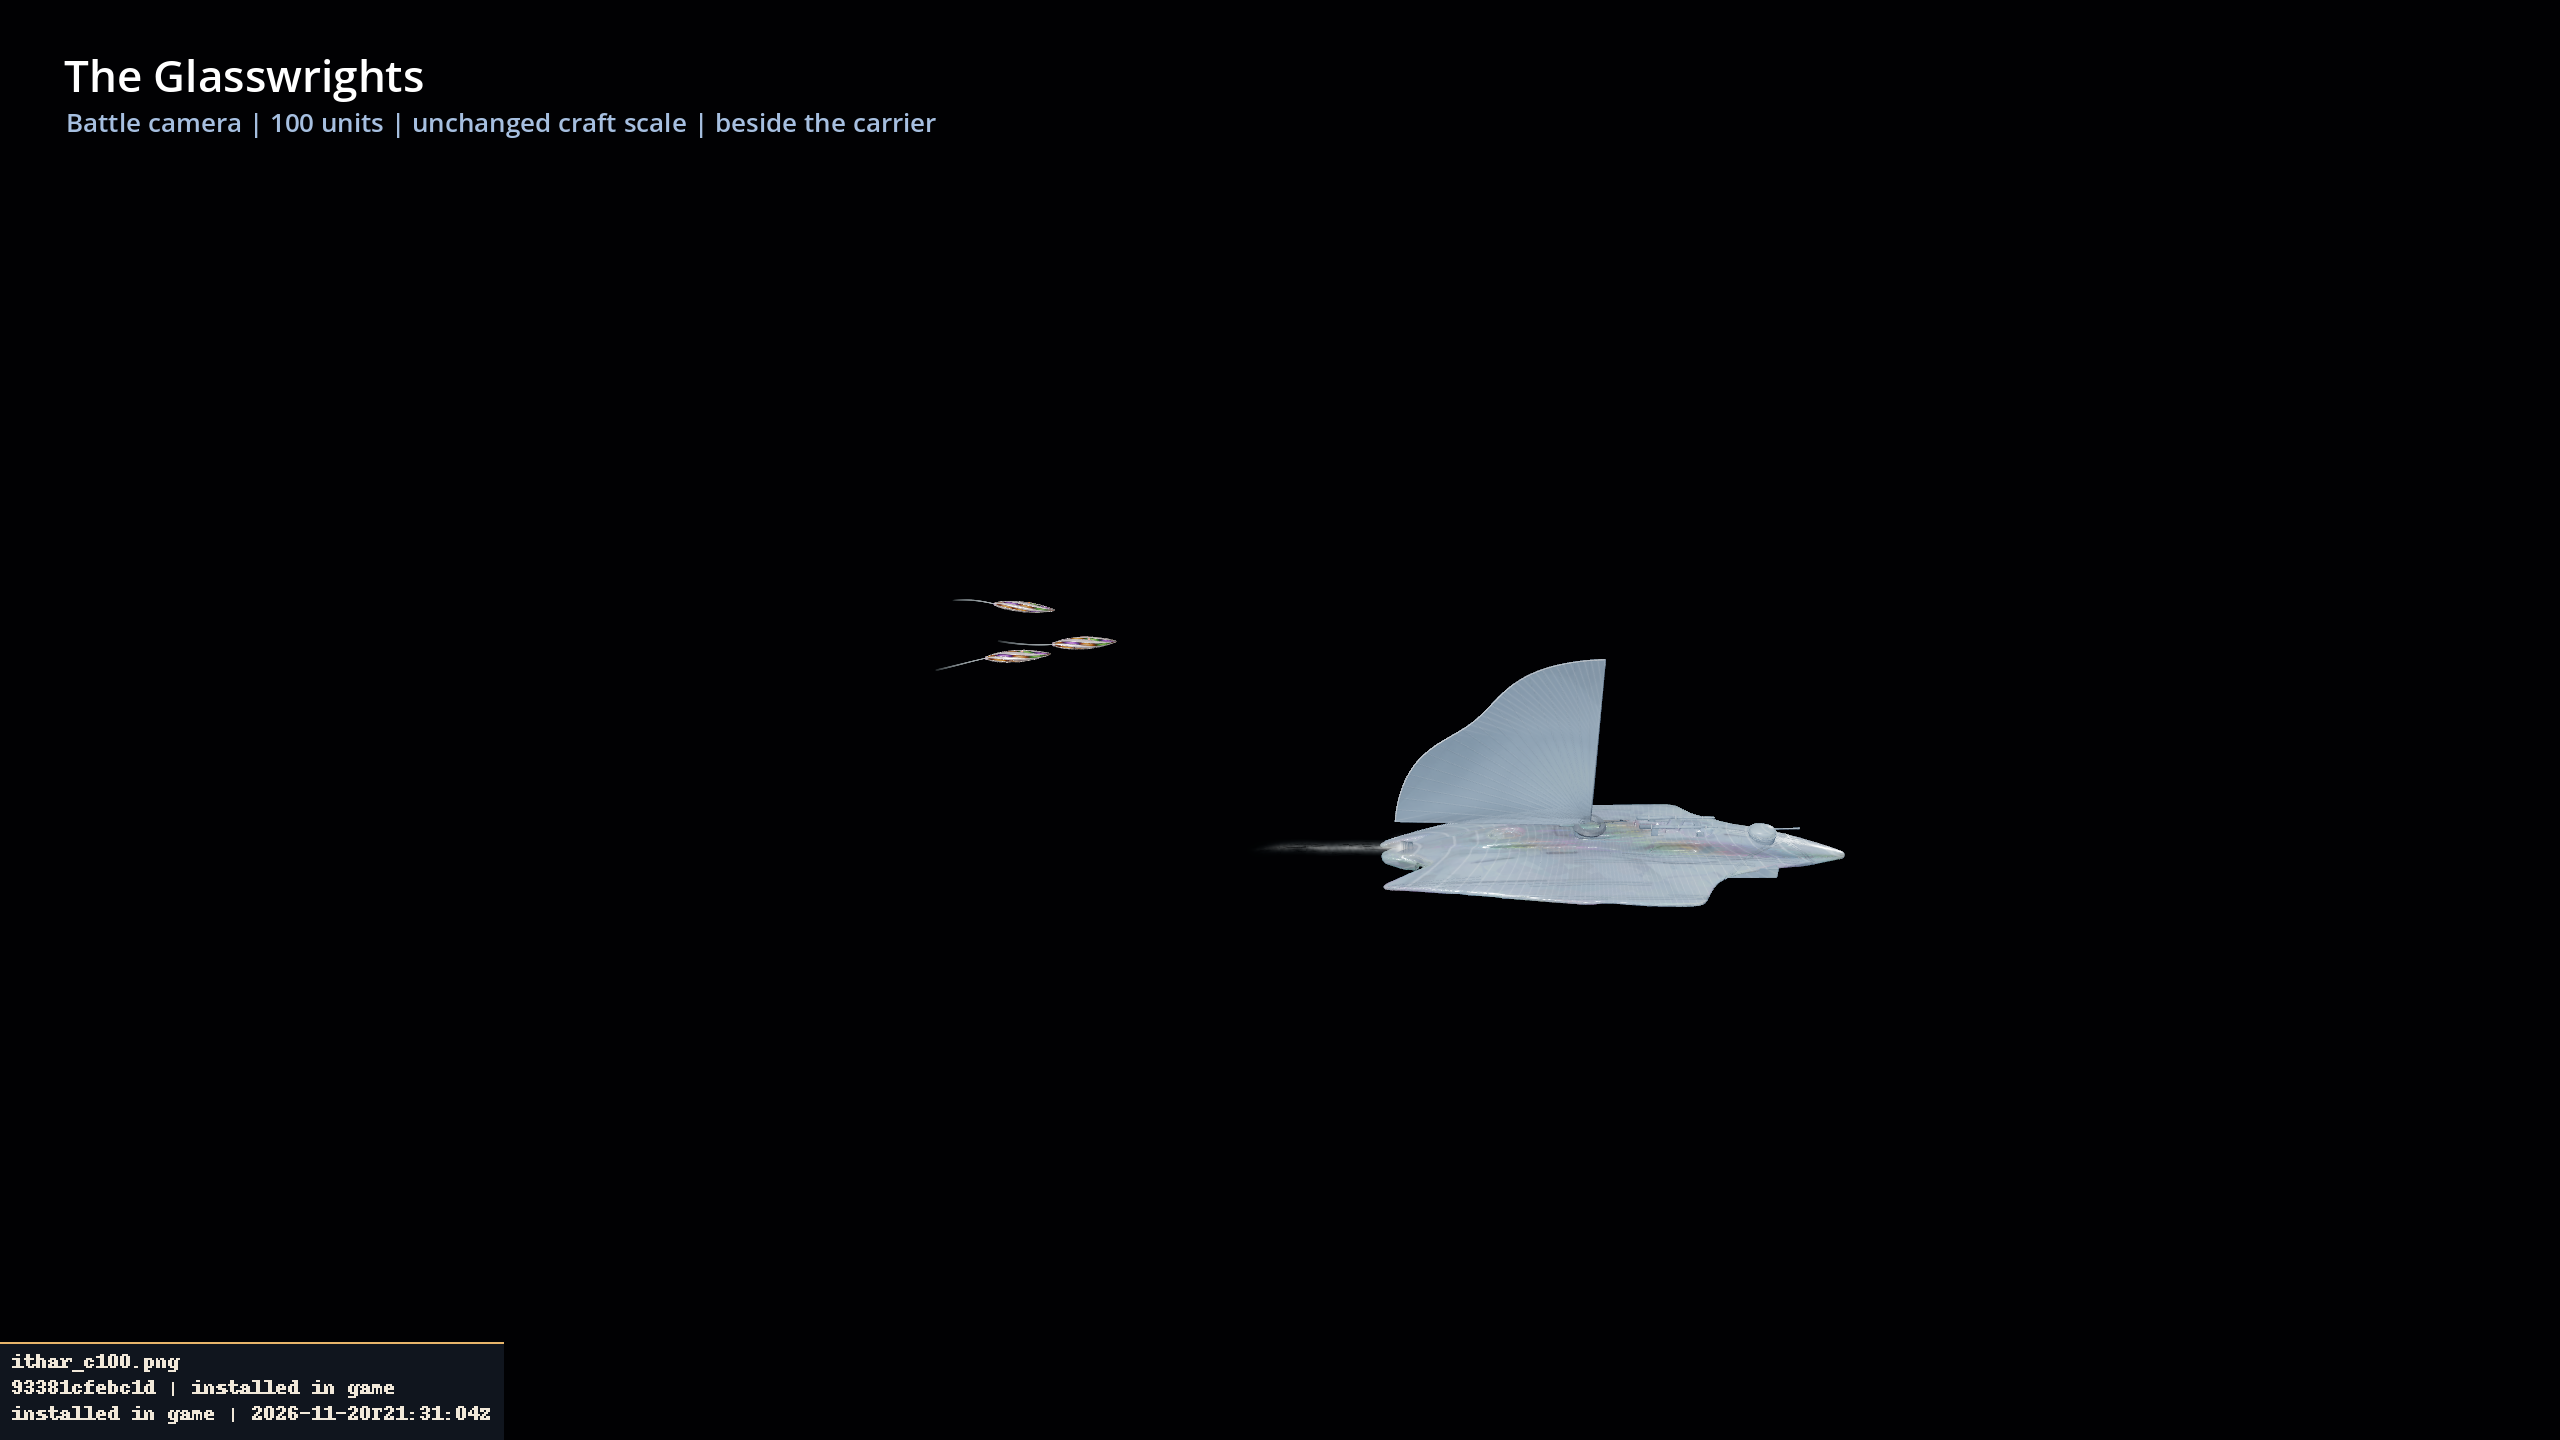 The Glasswrights
Battle camera | 100 units | unchanged craft scale | beside the carrier
ithar_c100.png
93381cfebc1d | installed in game
installed in game | 2026-11-20T21:31:04Z